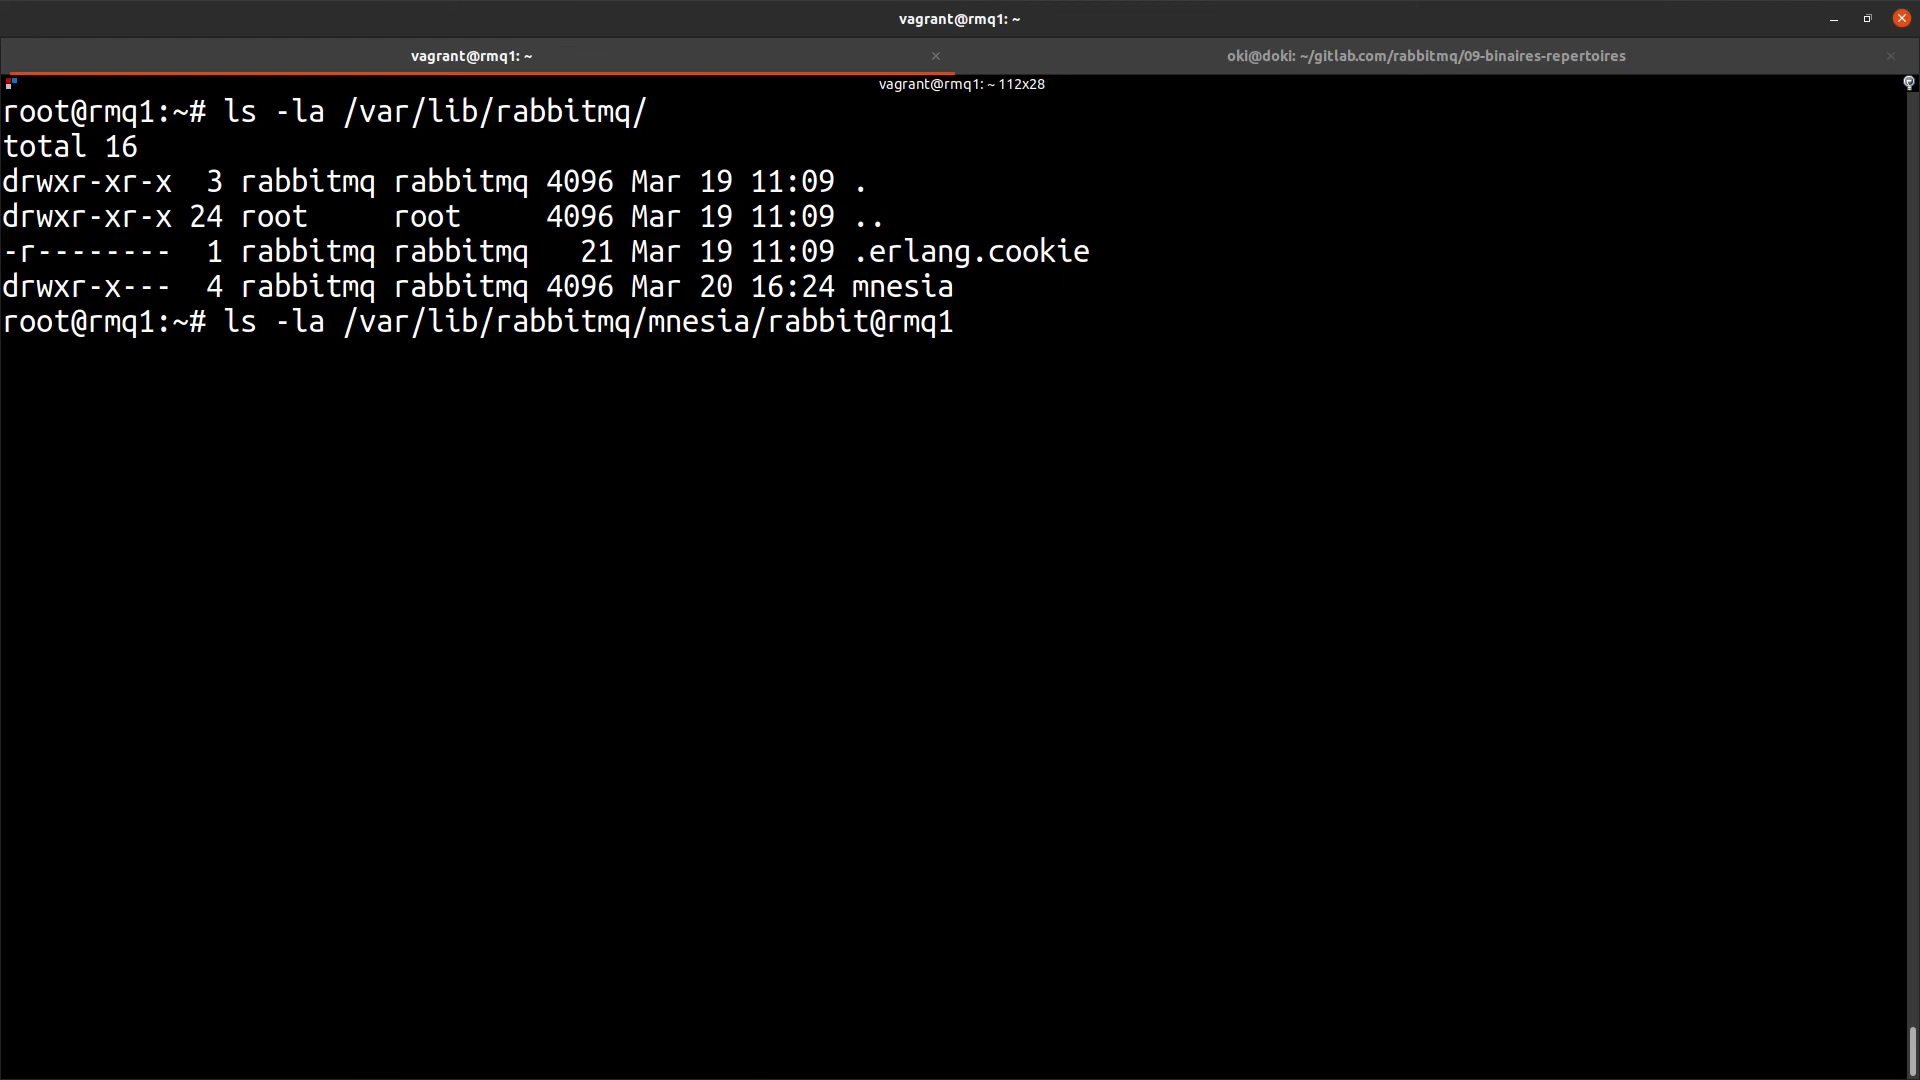 vagrant@rmq1: ~
vagrant@rmq1: ~
oki@doki: ~/gitlab.com/rabbitmq/09-binaires-repertoires
vagrant@rmq1: ~ 112x28
root@rmq1:~# ls -la /var/lib/rabbitmq/
total 16
drwxr-xr-x  3 rabbitmq rabbitmq 4096 Mar 19 11:09 .
drwxr-xr-x 24 root     root     4096 Mar 19 11:09 ..
-r--------  1 rabbitmq rabbitmq   21 Mar 19 11:09 .erlang.cookie
drwxr-x---  4 rabbitmq rabbitmq 4096 Mar 20 16:24 mnesia
root@rmq1:~# ls -la /var/lib/rabbitmq/mnesia/rabbit@rmq1